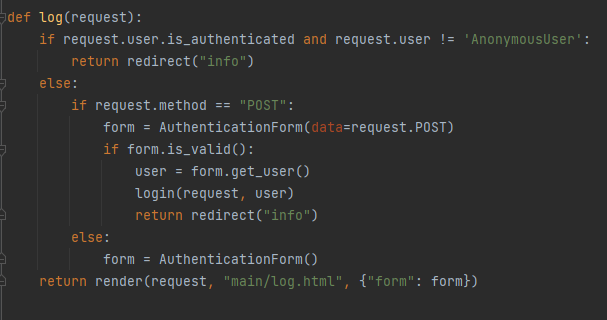 def log(request):
    if request.user.is_authenticated and request.user != 'AnonymousUser':
        return redirect("info")
    else:
        if request.method == "POST":
            form = AuthenticationForm(data=request.POST)
            if form.is_valid():
                user = form.get_user()
                login(request, user)
                return redirect("info")
        else:
            form = AuthenticationForm()
    return render(request, "main/log.html", {"form": form})